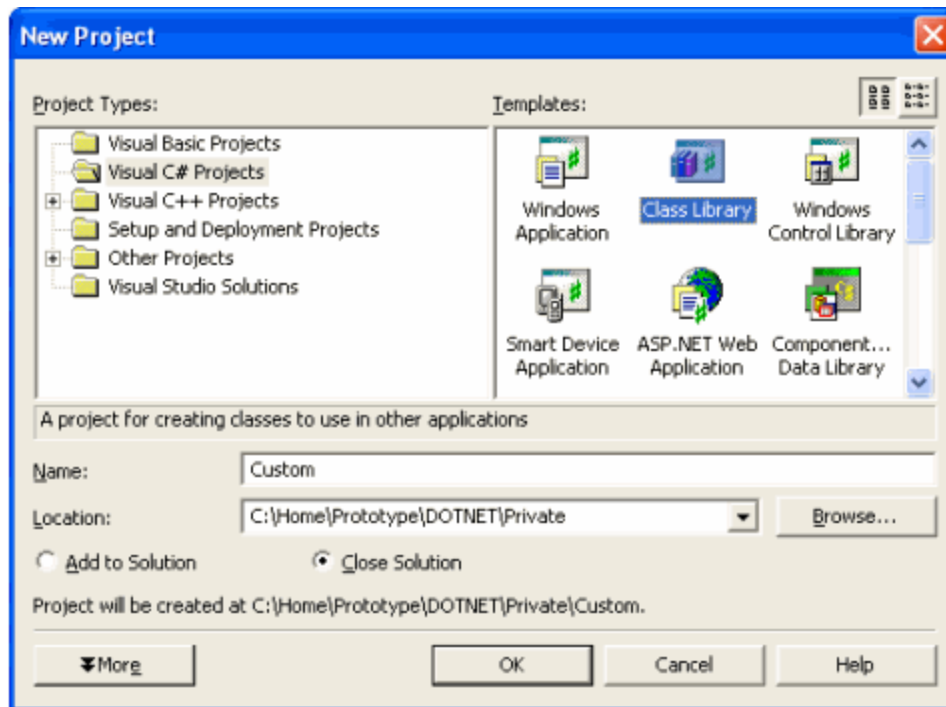 New Project
Project Types:
Templates:
Visual Basic Projects
Visual C# Projects
Visual C++ Projects
Setup and Deployment Projects
Other Projects
Visual Studio Solutions
Windows Application
Class Library
Windows Control Library
Smart Device Application
ASP.NET Web Application
Component... Data Library
A project for creating classes to use in other applications
Name:
Custom
Location:
C:\Home\Prototype\DOTNET\Private
Browse...
Add to Solution
Close Solution
Project will be created at C:\Home\Prototype\DOTNET\Private\Custom.
More
OK
Cancel
Help